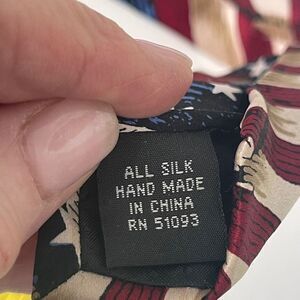 ALL SILK
HAND MADE
IN CHINA
RN 51093